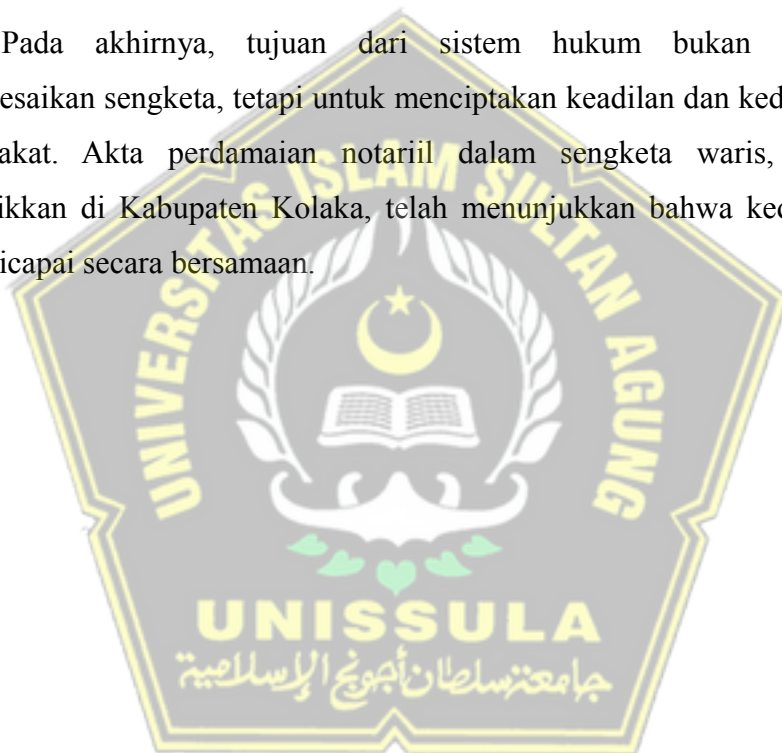 Pada akhirnya, tujuan dari sistem hukum bukan
esaikan sengketa, tetapi untuk menciptakan keadilan dan ked
akat. Akta perdamaian notariil dalam sengketa waris,
ikkan di Kabupaten Kolaka, telah menunjukkan bahwa ked
icapai secara bersamaan.
UNIVERSITAS ISLAM SULTAN AGUNG
UNISSULA
جامعة سلطان أجونج الإسلامية